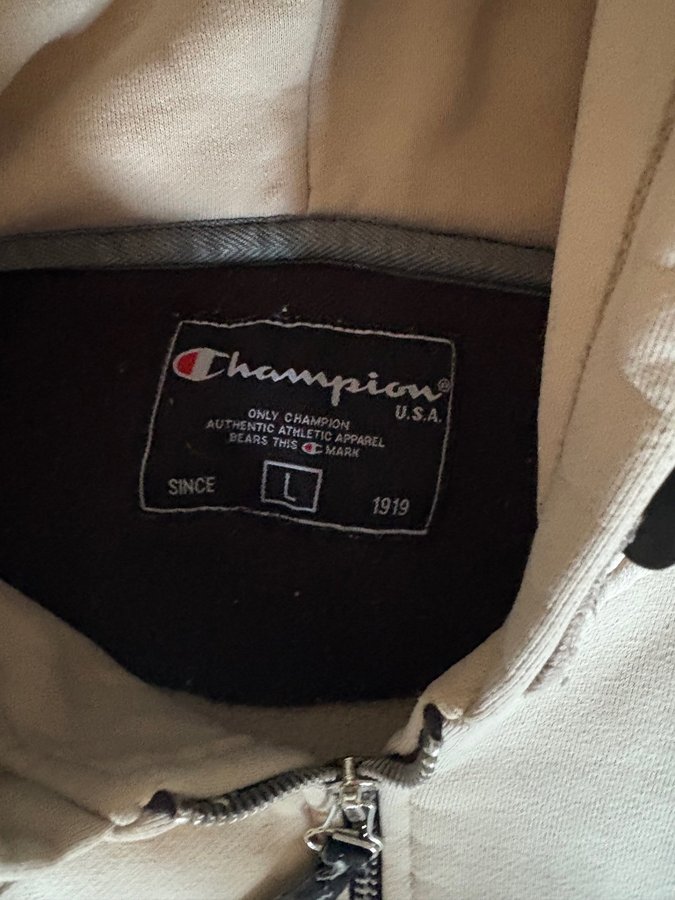 Champion®
U.S.A.
ONLY CHAMPION
AUTHENTIC ATHLETIC APPAREL
BEARS THIS C MARK
SINCE L 1919